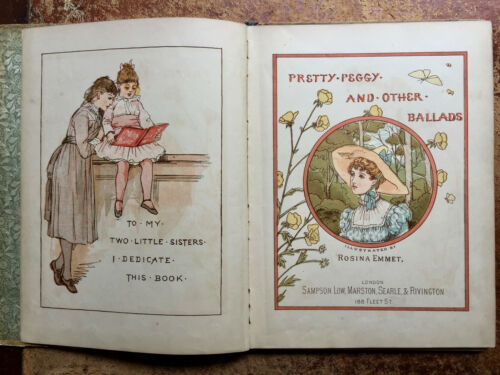 TO · MY ·
TWO · LITTLE · SISTERS ·
I · DEDICATE ·
THIS · BOOK ·
PRETTY · PEGGY ·
AND · OTHER ·
BALLADS
ILLUSTRATED BY
ROSINA EMMET.
LONDON
SAMPSON LOW, MARSTON, SEARLE, & RIVINGTON
188 FLEET ST.